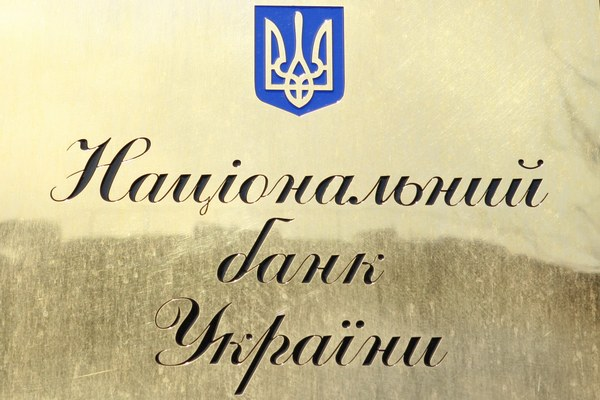 Національний
банк
України